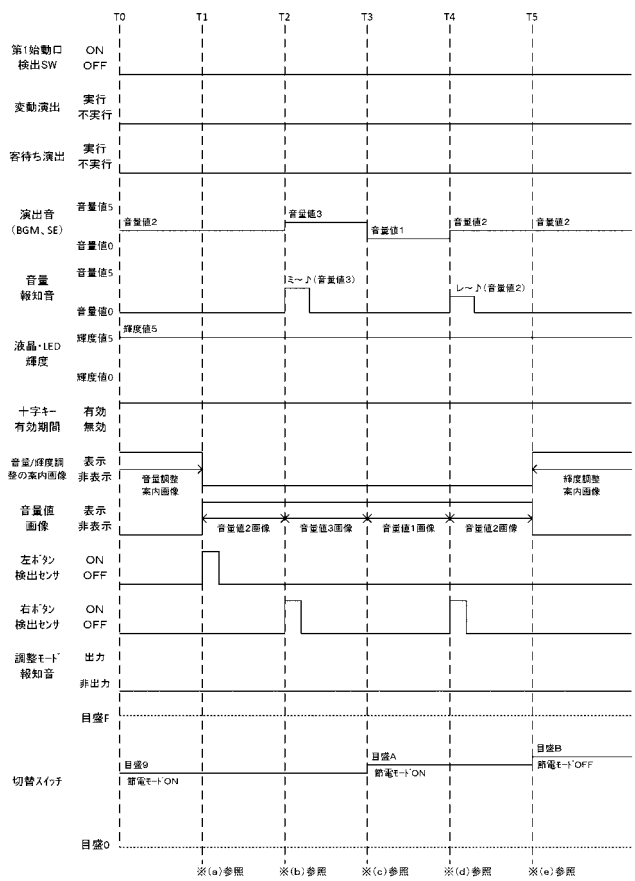 T0 T1 T2 T3 T4 T5
第1始動口 ON
検出SW OFF
変動演出 実行
不実行
客待ち演出 実行
不実行
演出音 音量値5
(BGM、SE) 音量値0
音量値2 音量値3 音量値1 音量値2 音量値2
音量 音量値5
報知音 音量値0
ミ～♪(音量値3) レ～♪(音量値2)
液晶・LED 輝度値5
輝度 輝度値0
輝度値5
十字キー 有効
有効期間 無効
音量/輝度調 表示
整の案内画像 非表示
音量調整 輝度調整
案内画像 案内画像
音量値 表示
画像 非表示
音量値2画像 音量値3画像 音量値1画像 音量値2画像
左ボタン ON
検出センサ OFF
右ボタン ON
検出センサ OFF
調整モード 出力
報知音 非出力
目盛F
切替スイッチ
目盛9 目盛A 目盛B
節電モードON 節電モードON 節電モードOFF
目盛0
※(a)参照 ※(b)参照 ※(c)参照 ※(d)参照 ※(e)参照